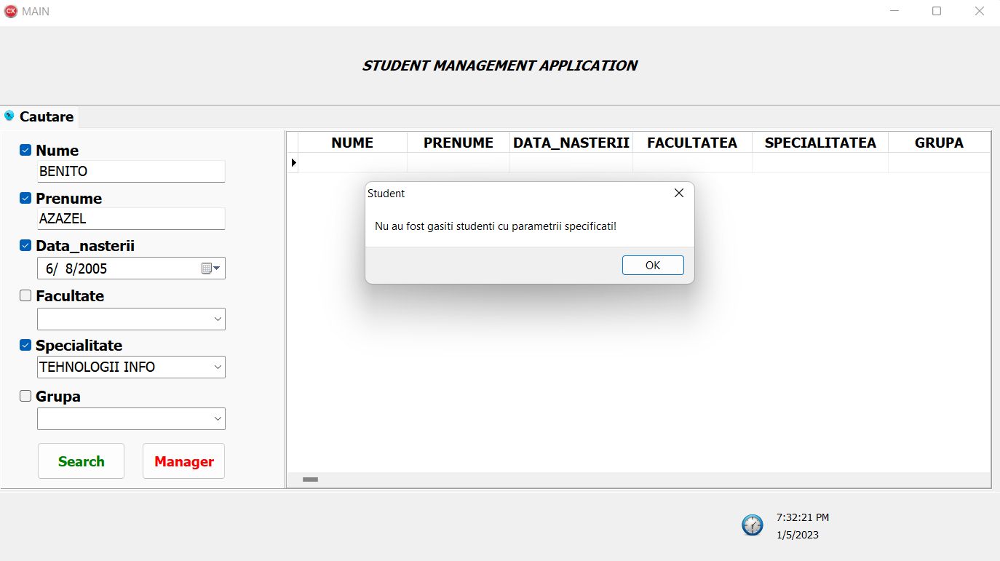 CX MAIN
STUDENT MANAGEMENT APPLICATION
Cautare
Nume
BENITO
Prenume
AZAZEL
Data_nasterii
6/ 8/2005
Facultate
Specialitate
TEHNOLOGII INFO
Grupa
Search Manager
NUME PRENUME DATA_NASTERII FACULTATEA SPECIALITATEA GRUPA
Student
Nu au fost gasiti studenti cu parametrii specificati!
OK
7:32:21 PM
1/5/2023